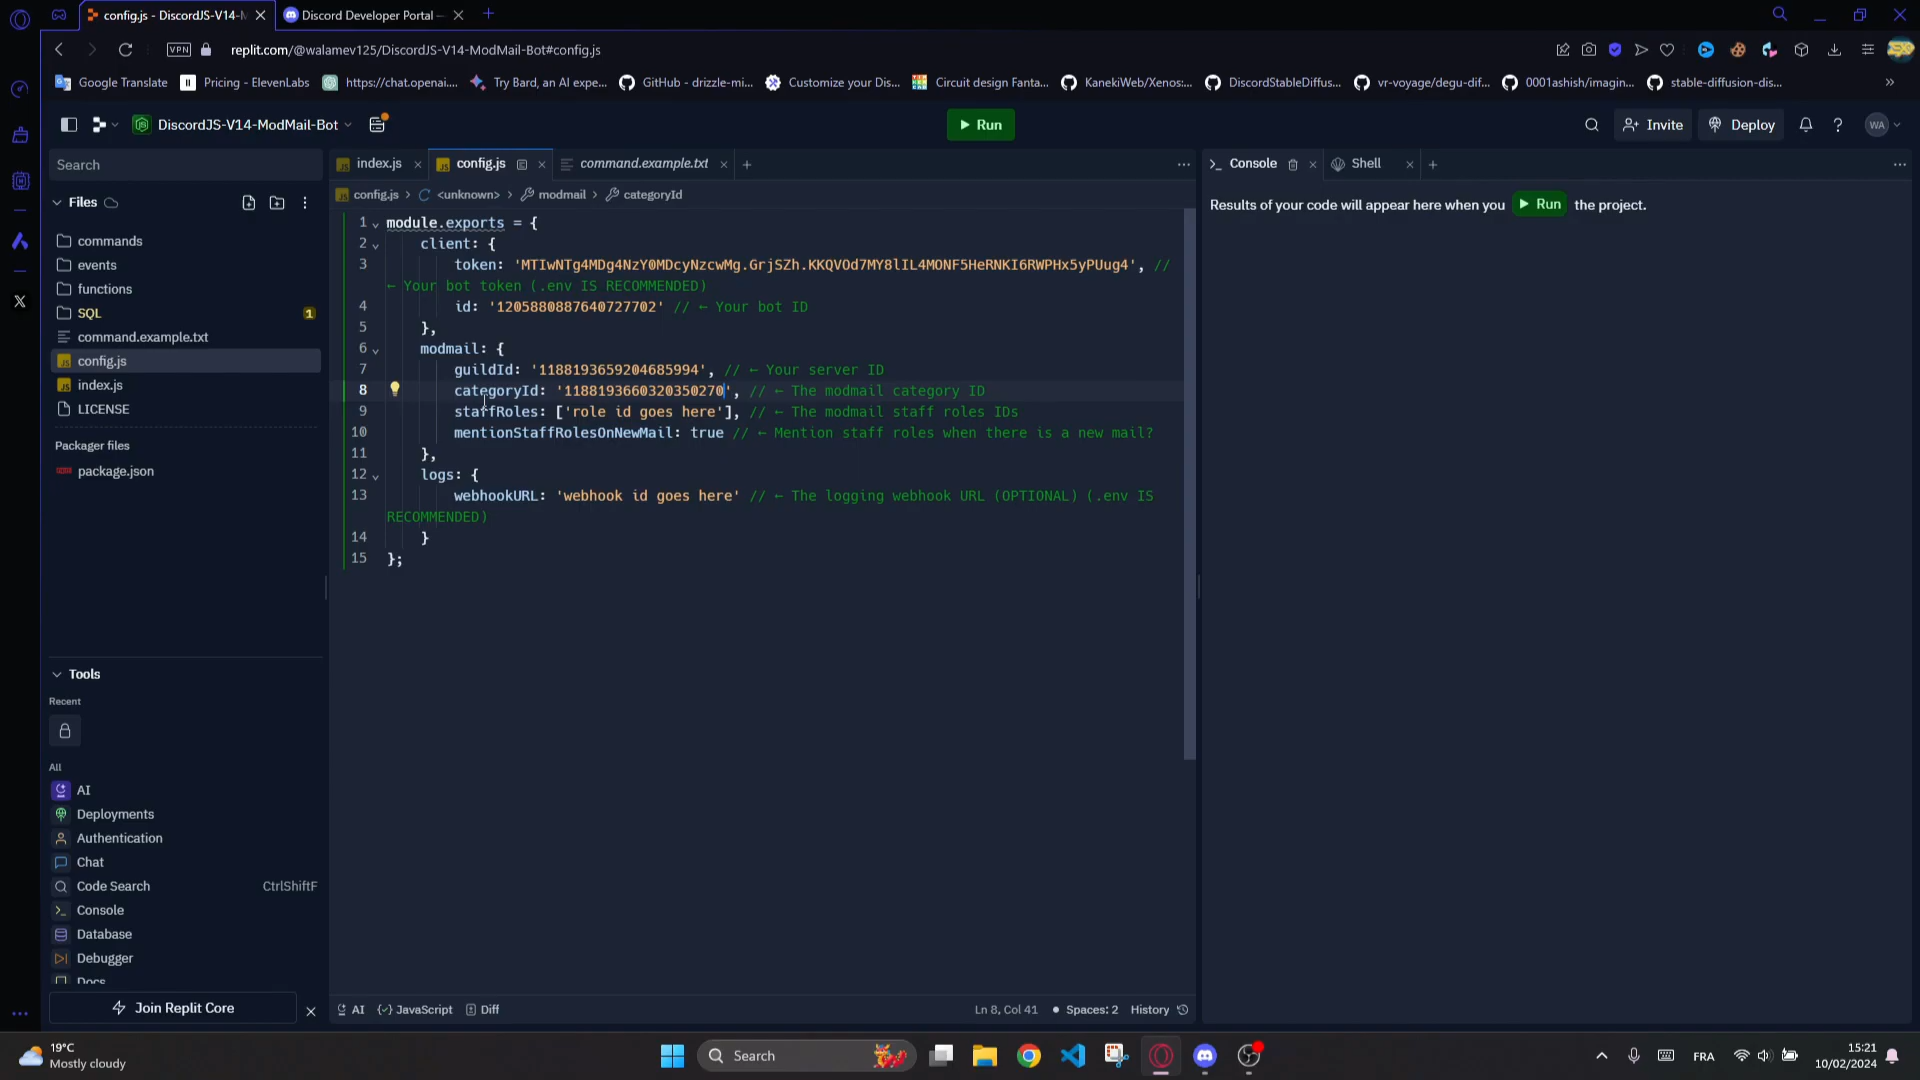 config.js - DiscordJS-V14-M
Discord Developer Portal —
VPN
replit.com/@walamev125/DiscordJS-V14-ModMail-Bot#config.js
Google Translate
Pricing - ElevenLabs
https://chat.openai....
Try Bard, an AI expe...
GitHub - drizzle-mi...
Customize your Dis...
Circuit design Fanta...
KanekiWeb/Xenos:...
DiscordStableDiffus...
vr-voyage/degu-dif...
0001ashish/imagin...
stable-diffusion-dis...
DiscordJS-V14-ModMail-Bot
Run
Invite
Deploy
WA
Search
Files
commands
events
functions
SQL 1
command.example.txt
config.js
index.js
LICENSE
Packager files
package.json
Tools
Recent
All
AI
Deployments
Authentication
Chat
Code Search CtrlShiftF
Console
Database
Debugger
Docs
Join Replit Core
index.js
config.js
command.example.txt
config.js > <unknown> > modmail > categoryId
1 module.exports = {
2 client: {
3 token: 'MTIwNTg4MDg4NzY0MDcyNzcwMg.GrjSZh.KKQVOd7MY8lIL4MONF5HeRNKI6RWPHx5yPUug4', //
← Your bot token (.env IS RECOMMENDED)
4 id: '1205880887640727702' // ← Your bot ID
5 },
6 modmail: {
7 guildId: '1188193659204685994', // ← Your server ID
8 categoryId: '1188193660320350270', // ← The modmail category ID
9 staffRoles: ['role id goes here'], // ← The modmail staff roles IDs
10 mentionStaffRolesOnNewMail: true // ← Mention staff roles when there is a new mail?
11 },
12 logs: {
13 webhookURL: 'webhook id goes here' // ← The logging webhook URL (OPTIONAL) (.env IS
RECOMMENDED)
14 }
15 };
AI
JavaScript
Diff
Ln 8, Col 41
Spaces: 2
History
Console
Shell
Results of your code will appear here when you Run the project.
19°C
Mostly cloudy
Search
FRA
15:21
10/02/2024